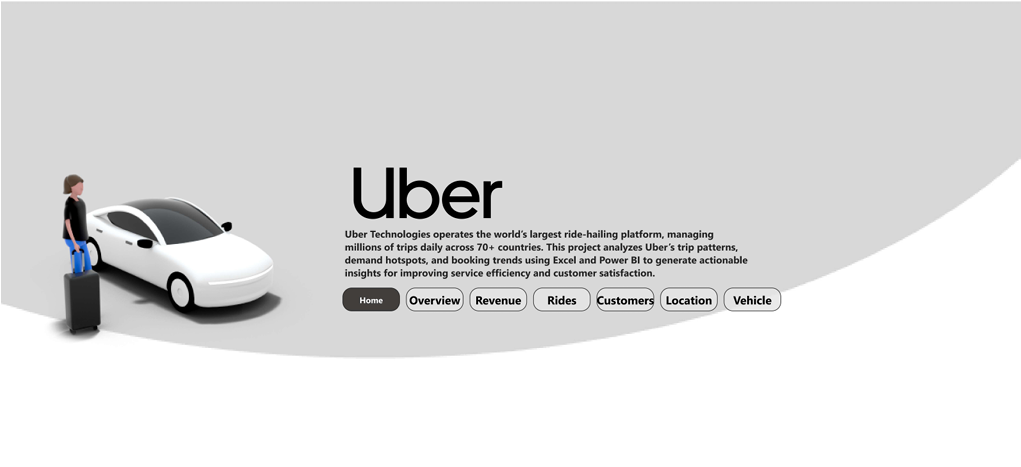 Uber
Uber Technologies operates the world's largest ride-hailing platform, managing
millions of trips daily across 70+ countries. This project analyzes Uber's trip patterns,
demand hotspots, and booking trends using Excel and Power BI to generate actionable
insights for improving service efficiency and customer satisfaction.
Home Overview Revenue Rides Customers Location Vehicle